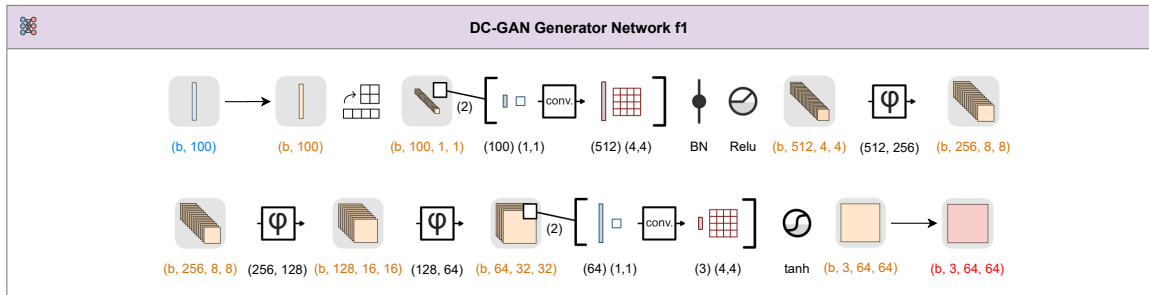 DC-GAN Generator Network f1
(2) conv. φ
(b, 100) (b, 100) (b, 100, 1, 1) (100) (1,1) (512) (4,4) BN Relu (b, 512, 4, 4) (512, 256) (b, 256, 8, 8)
φ φ (2) conv.
(b, 256, 8, 8) (256, 128) (b, 128, 16, 16) (128, 64) (b, 64, 32, 32) (64) (1,1) (3) (4,4) tanh (b, 3, 64, 64) (b, 3, 64, 64)